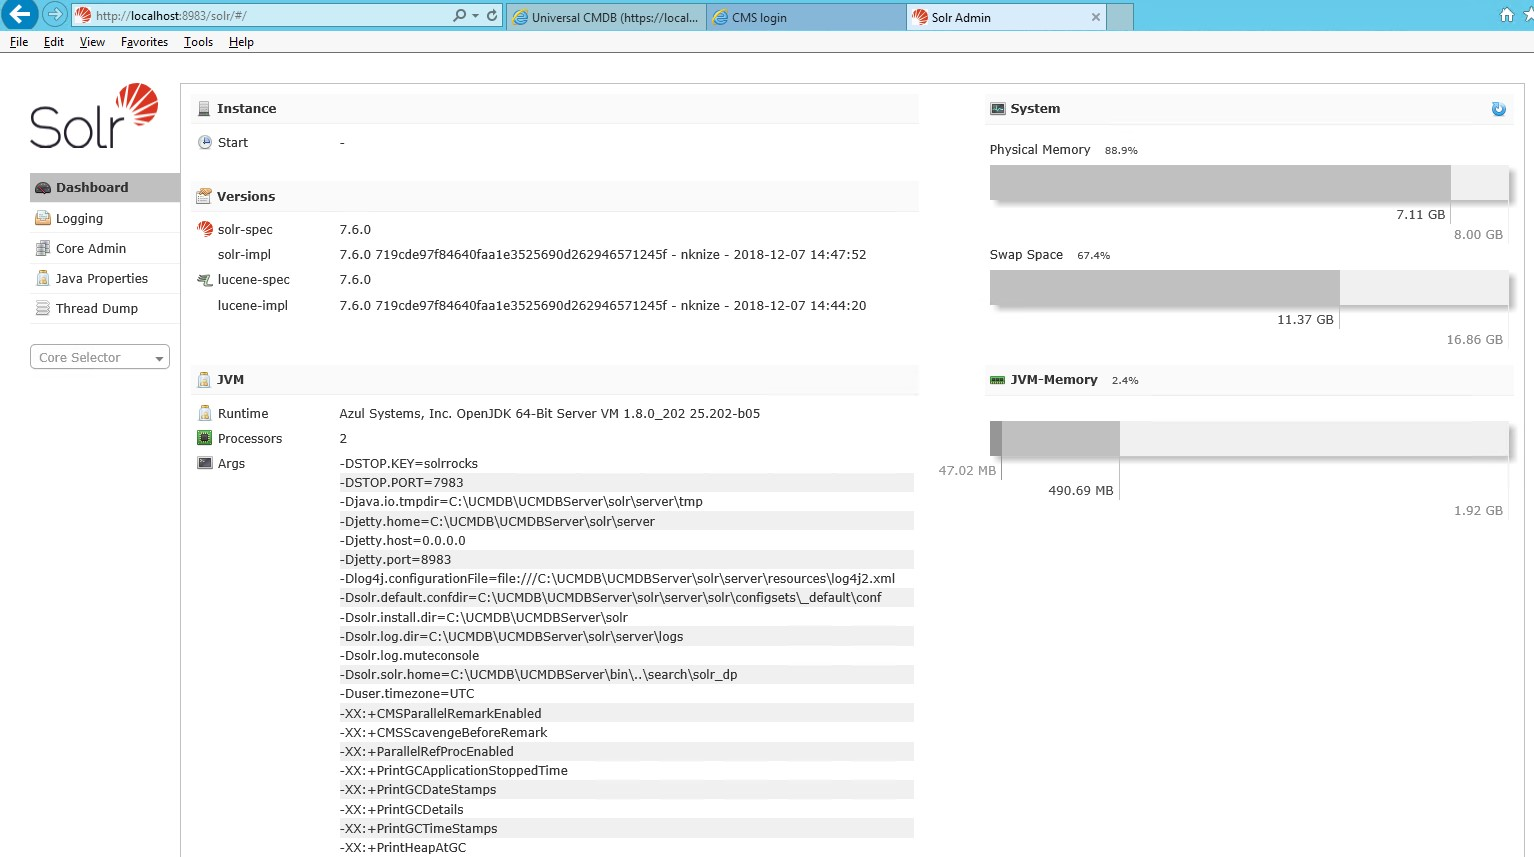 http://localhost:8983/solr/#/
Universal CMDB (https://local...
CMS login
Solr Admin
File Edit View Favorites Tools Help
Solr
Dashboard
Logging
Core Admin
Java Properties
Thread Dump
Core Selector
Instance
Start -
Versions
solr-spec 7.6.0
solr-impl 7.6.0 719cde97f84640faa1e3525690d262946571245f - nknize - 2018-12-07 14:47:52
lucene-spec 7.6.0
lucene-impl 7.6.0 719cde97f84640faa1e3525690d262946571245f - nknize - 2018-12-07 14:44:20
JVM
Runtime Azul Systems, Inc. OpenJDK 64-Bit Server VM 1.8.0_202 25.202-b05
Processors 2
Args -DSTOP.KEY=solrrocks
-DSTOP.PORT=7983
-Djava.io.tmpdir=C:\UCMDB\UCMDBServer\solr\server\tmp
-Djetty.home=C:\UCMDB\UCMDBServer\solr\server
-Djetty.host=0.0.0.0
-Djetty.port=8983
-Dlog4j.configurationFile=file:///C:\UCMDB\UCMDBServer\solr\server\resources\log4j2.xml
-Dsolr.default.confdir=C:\UCMDB\UCMDBServer\solr\server\solr\configsets\_default\conf
-Dsolr.install.dir=C:\UCMDB\UCMDBServer\solr
-Dsolr.log.dir=C:\UCMDB\UCMDBServer\solr\server\logs
-Dsolr.log.muteconsole
-Dsolr.solr.home=C:\UCMDB\UCMDBServer\bin\..\search\solr_dp
-Duser.timezone=UTC
-XX:+CMSParallelRemarkEnabled
-XX:+CMSScavengeBeforeRemark
-XX:+ParallelRefProcEnabled
-XX:+PrintGCApplicationStoppedTime
-XX:+PrintGCDateStamps
-XX:+PrintGCDetails
-XX:+PrintGCTimeStamps
-XX:+PrintHeapAtGC
System
Physical Memory 88.9%
7.11 GB
8.00 GB
Swap Space 67.4%
11.37 GB
16.86 GB
JVM-Memory 2.4%
47.02 MB
490.69 MB
1.92 GB